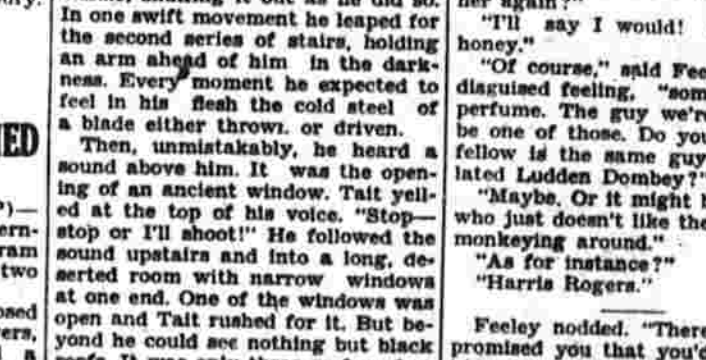 In one swift movement he leaped for
the second series of stairs, holding
an arm ahead of him in the dark-
ness. Every moment he expected to
feel in his flesh the cold steel of
a blade either thrown. or driven.
Then, unmistakably, he heard a
sound above him. It was the open-
ing of an ancient window. Tait yell-
ed at the top of his voice. "Stop—
stop or I'll shoot!" He followed the
sound upstairs and into a long, de-
serted room with narrow windows
at one end. One of the windows was
open and Tait rushed for it. But be-
yond he could see nothing but black
her again?"
"I'll say I would!
honey."
"Of course," said Fee
disguised feeling, "som
perfume. The guy we're
be one of those. Do you
fellow is the same guy
lated Ludden Dombey?"
"Maybe. Or it might
who just doesn't like the
monkeying around."
"As for instance?"
"Harris Rogers."
Feeley nodded. "There
promised you that you'd
ED
")—
ern-
ram
two
osed
ers,
a